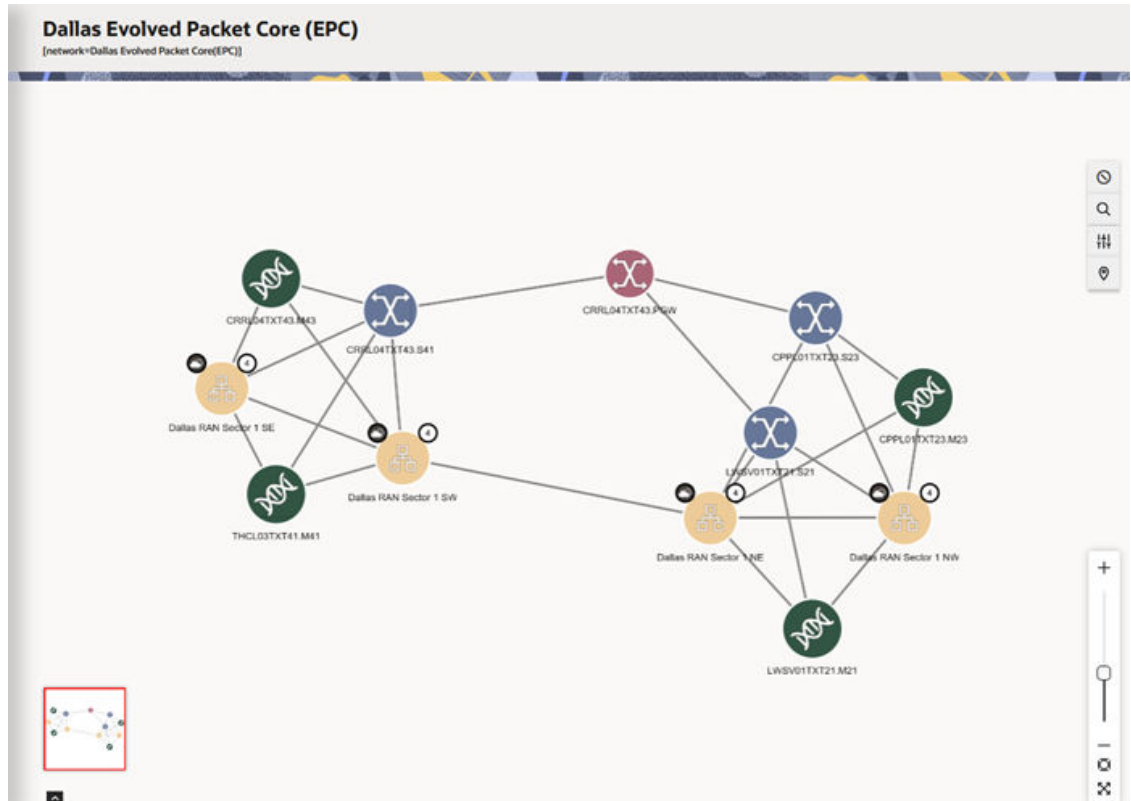 Dallas Evolved Packet Core (EPC)
[network=Dallas Evolved Packet Core(EPC)]
CRRL04TXT43.M43
CRRL04TXT43.PGW
CRRL04TXT43.S41
CPPL01TXT23.S23
4
Dallas RAN Sector 1 SE
4
CPPL01TXT23.M23
LWSV01TXT21.S21
Dallas RAN Sector 1 SW
4
4
THCL03TXT41.M41
Dallas RAN Sector 1 NE
Dallas RAN Sector 1 NW
LWSV01TXT21.M21